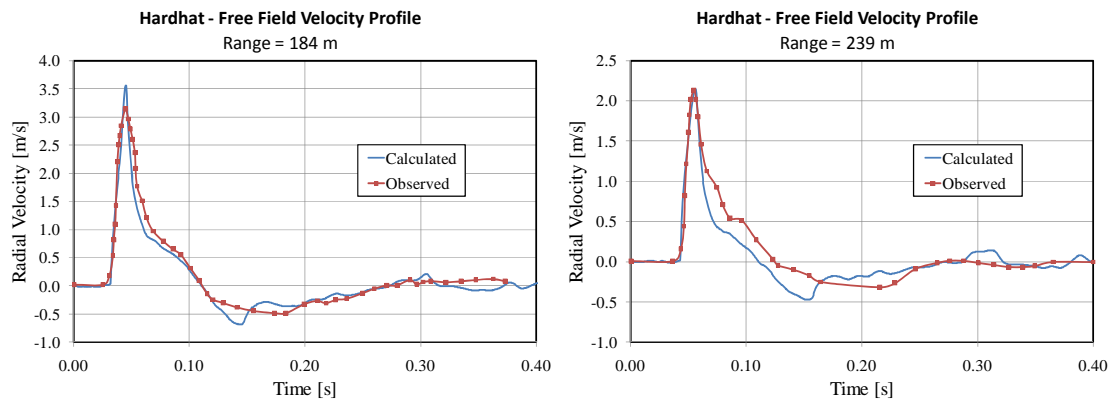 Hardhat - Free Field Velocity Profile
Range = 184 m
Radial Velocity [m/s]
4.0
3.5
3.0
2.5
2.0
1.5
1.0
0.5
0.0
-0.5
-1.0
Calculated
Observed
0.00 0.10 0.20 0.30 0.40
Time [s]
Hardhat - Free Field Velocity Profile
Range = 239 m
Radial Velocity [m/s]
2.5
2.0
1.5
1.0
0.5
0.0
-0.5
-1.0
Calculated
Observed
0.00 0.10 0.20 0.30 0.40
Time [s]